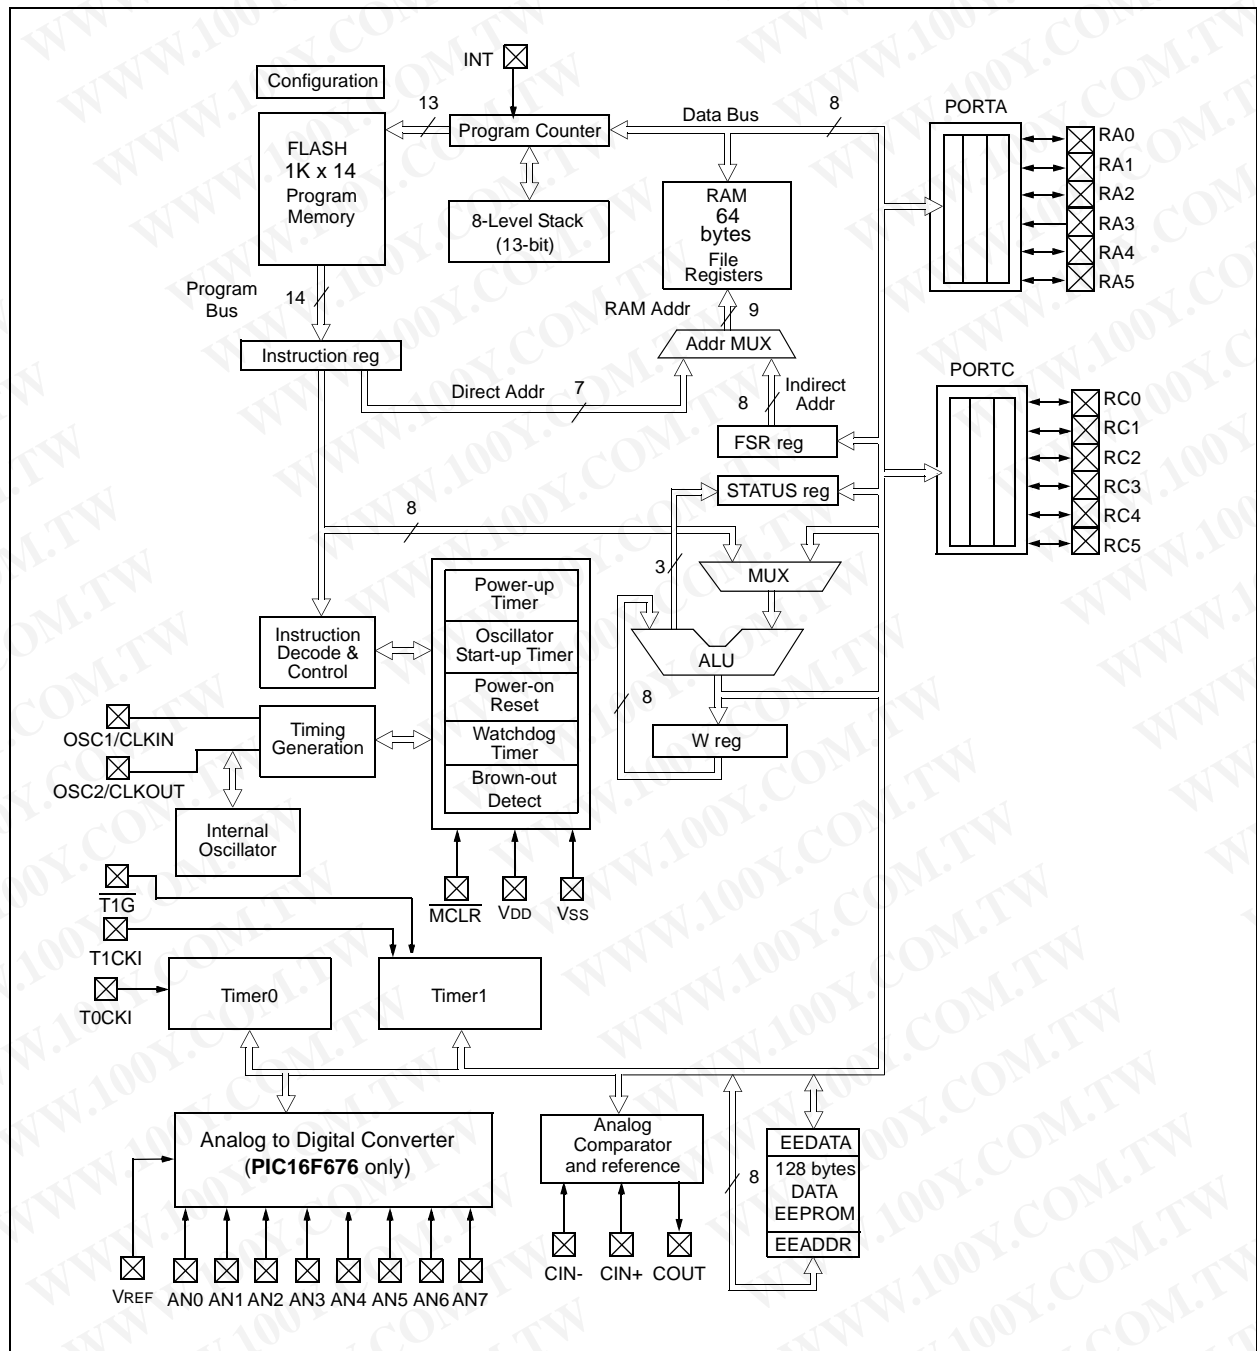 INT
Configuration
13
Program Counter
Data Bus
8
PORTA
FLASH
1K x 14
Program
Memory
8-Level Stack
(13-bit)
RAM
64
bytes
File
Registers
RA0
RA1
RA2
RA3
RA4
RA5
Program
Bus
14
RAM Addr
9
Addr MUX
Instruction reg
Direct Addr
7
8
Indirect
Addr
PORTC
FSR reg
STATUS reg
RC0
RC1
RC2
RC3
RC4
RC5
8
3
MUX
Power-up
Timer
Oscillator
Start-up Timer
Power-on
Reset
Watchdog
Timer
Brown-out
Detect
Instruction
Decode &
Control
ALU
8
W reg
OSC1/CLKIN
Timing
Generation
OSC2/CLKOUT
Internal
Oscillator
T1G
MCLR
VDD
VSS
T1CKI
T0CKI
Timer0
Timer1
Analog to Digital Converter
(PIC16F676 only)
Analog
Comparator
and reference
8
EEDATA
128 bytes
DATA
EEPROM
EEADDR
VREF
AN0
AN1
AN2
AN3
AN4
AN5
AN6
AN7
CIN-
CIN+
COUT
WWW.100Y.COM.TW